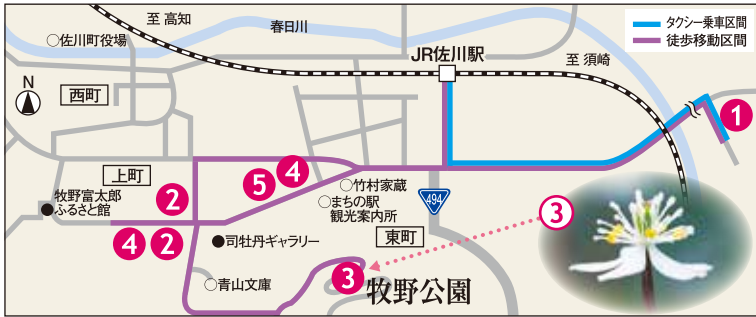 至 高知
春日川
佐川町役場
JR佐川駅
タクシー乗車区間
徒歩移動区間
至 須崎
N
西町
1
上町
4
5
2
竹村家蔵
牧野富太郎
ふるさと館
まちの駅
観光案内所
494
3
4
2
司牡丹ギャラリー
東町
3
牧野公園
青山文庫